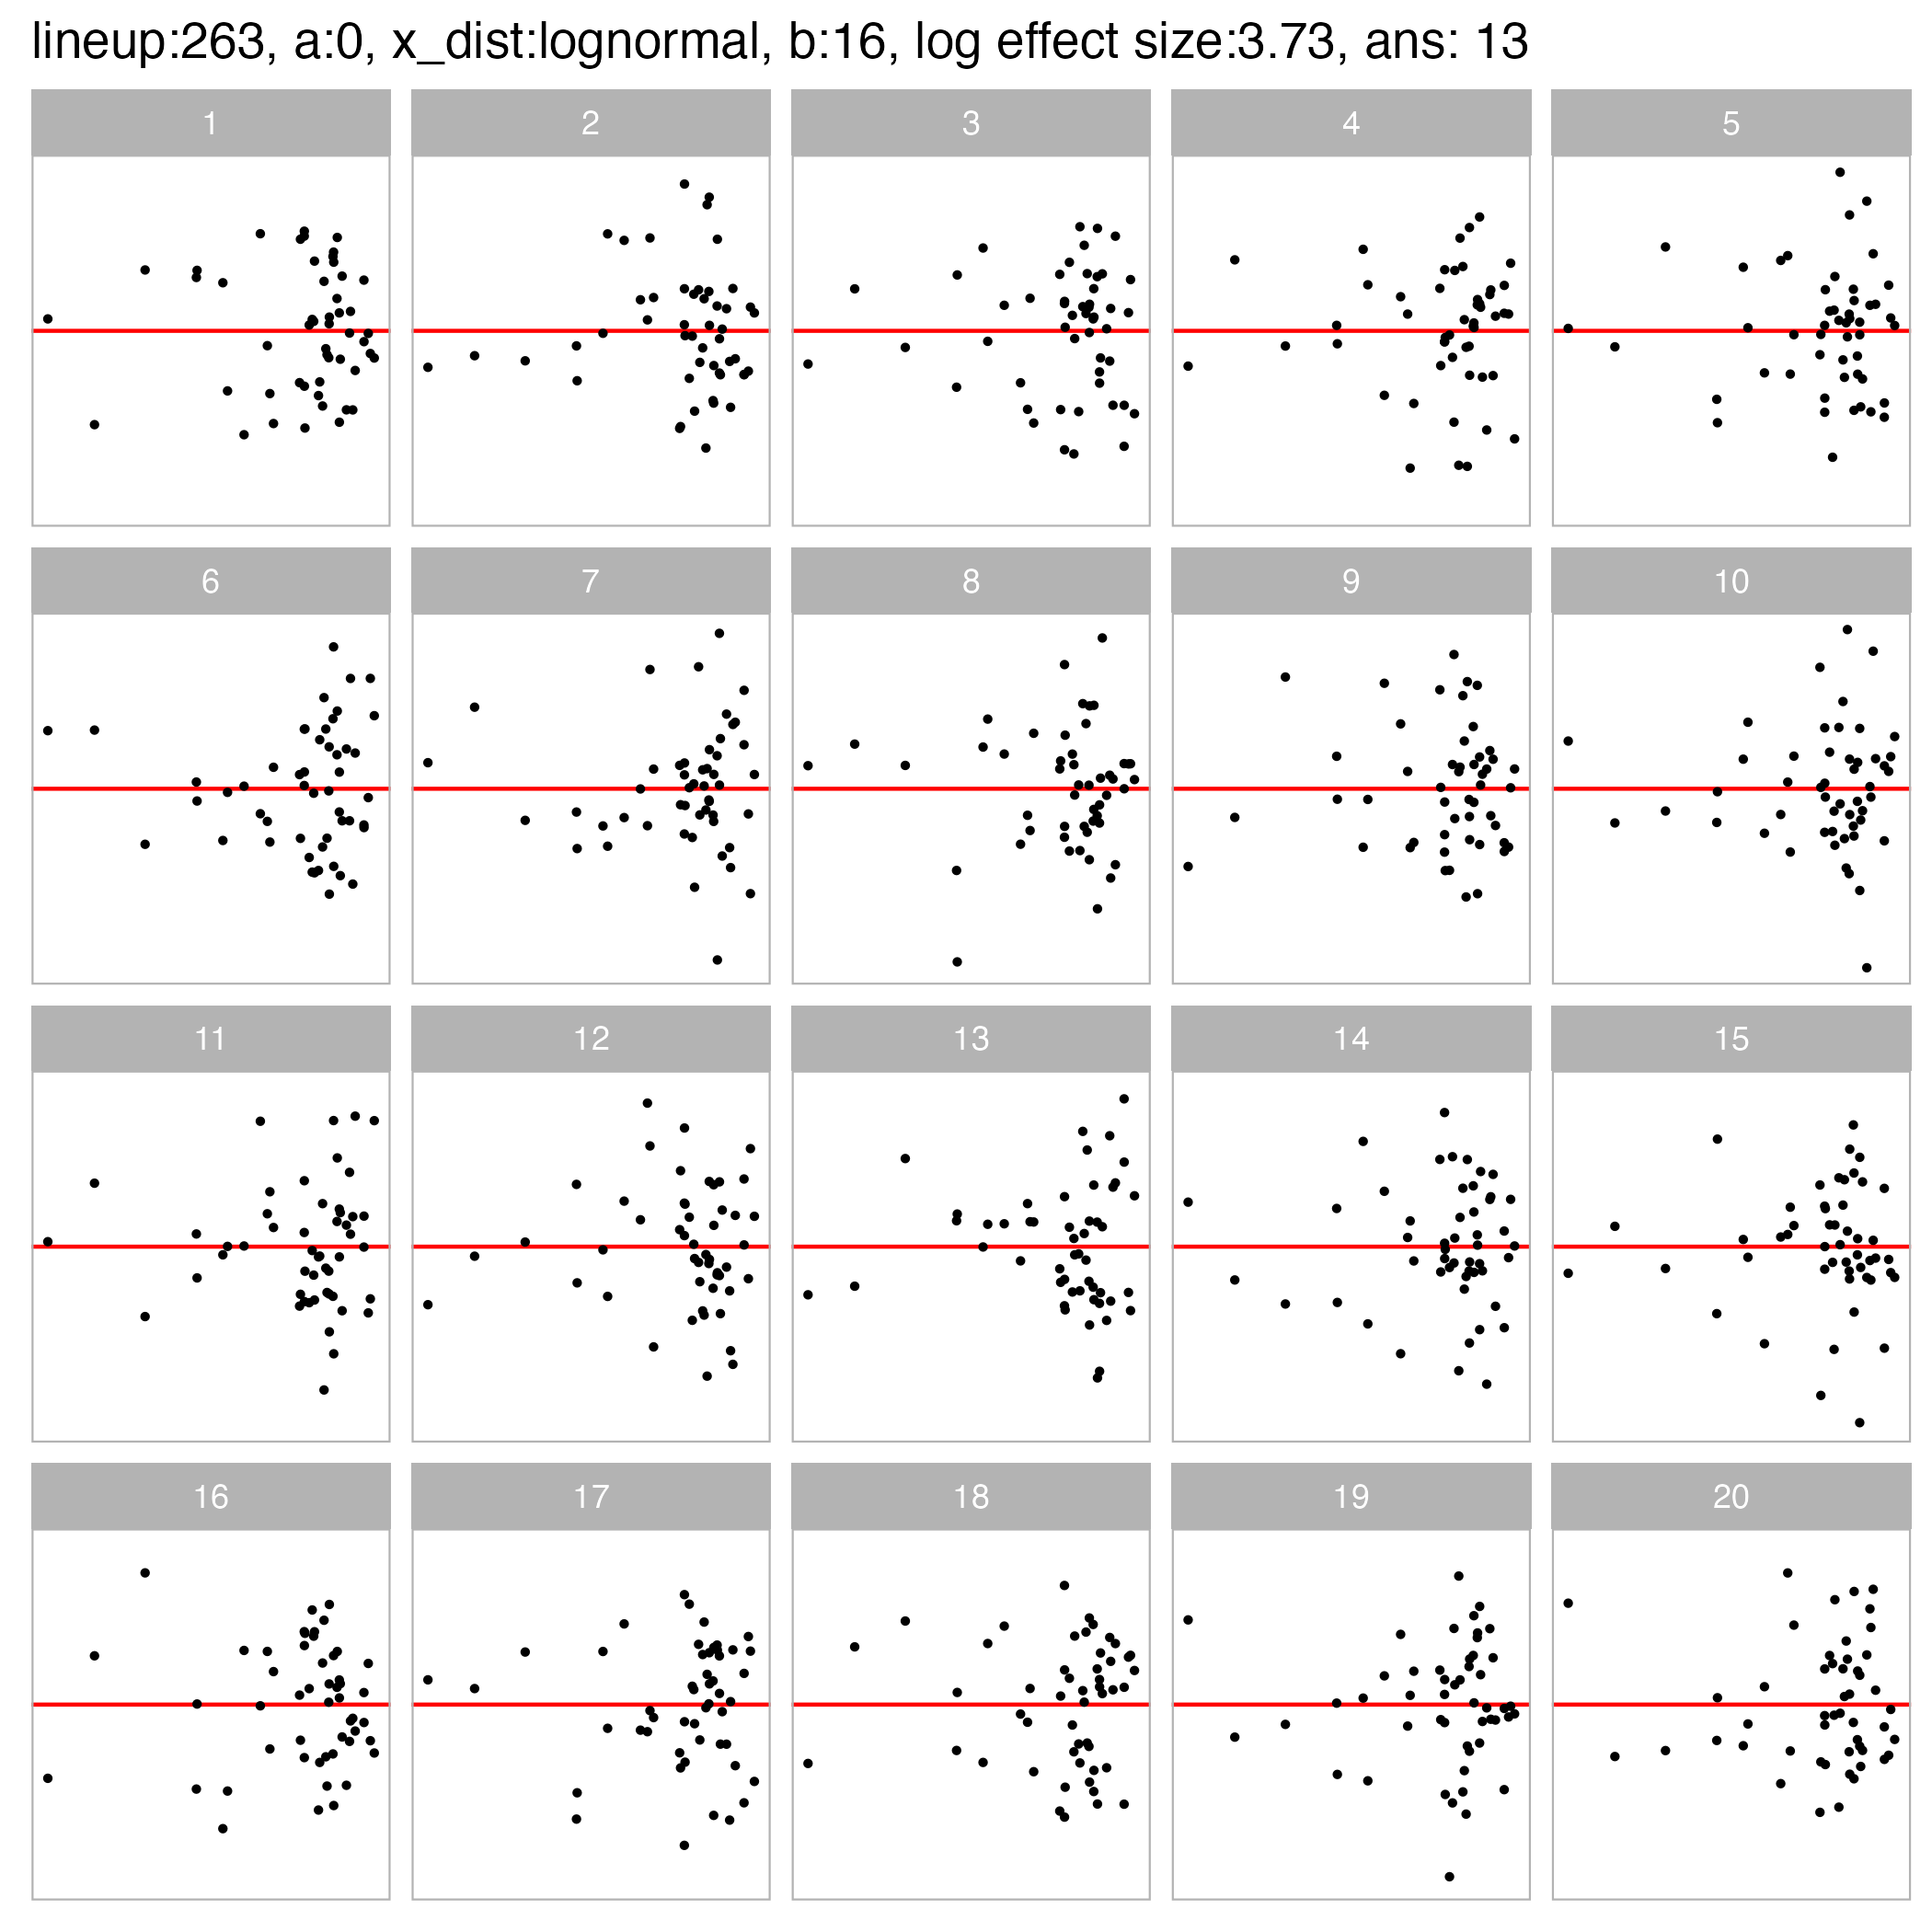 lineup:263, a:0, x_dist:lognormal, b:16, log effect size:3.73, ans: 13
1 2 3 4 5
6 7 8 9 10
11 12 13 14 15
16 17 18 19 20